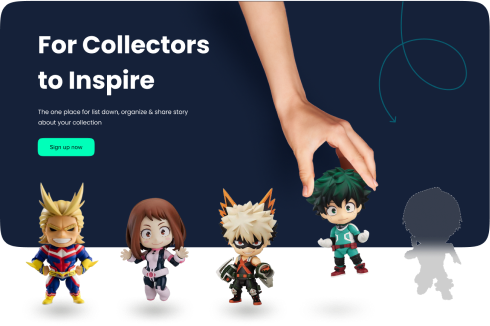 For Collectors
to Inspire
The one place for list down, organize & share story
about your collection
Sign up now